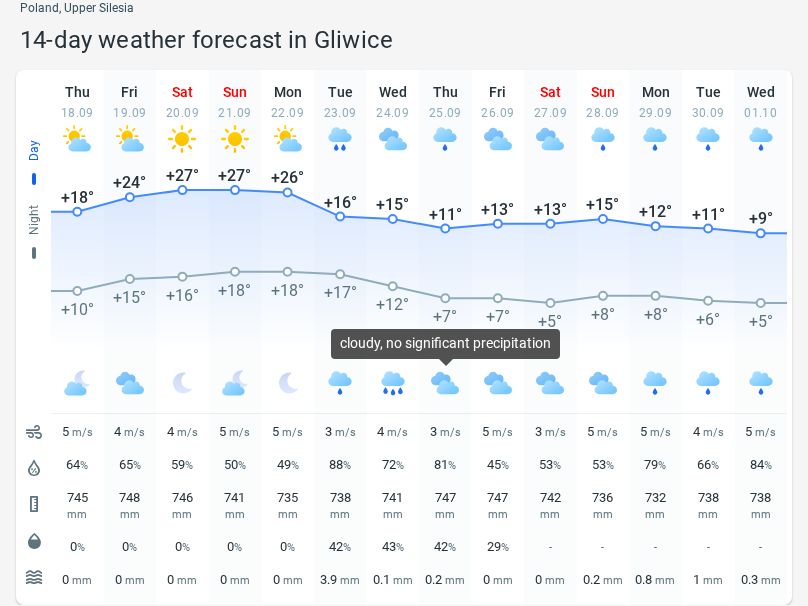 Poland, Upper Silesia
14-day weather forecast in Gliwice
Thu Fri Sat Sun Mon Tue Wed Thu Fri Sat Sun Mon Tue Wed
18.09 19.09 20.09 21.09 22.09 23.09 24.09 25.09 26.09 27.09 28.09 29.09 30.09 01.10
Day
+18° +24° +27° +27° +26° +16° +15° +11° +13° +13° +15° +12° +11° +9°
Night
+10° +15° +16° +18° +18° +17° +12° +7° +7° +5° +8° +8° +6° +5°
cloudy, no significant precipitation
5 m/s 4 m/s 4 m/s 5 m/s 5 m/s 3 m/s 4 m/s 3 m/s 5 m/s 3 m/s 5 m/s 5 m/s 4 m/s 5 m/s
64% 65% 59% 50% 49% 88% 72% 81% 45% 53% 53% 79% 66% 84%
745 748 746 741 735 738 741 747 747 742 736 732 738 738
mm mm mm mm mm mm mm mm mm mm mm mm mm mm
0% 0% 0% 0% 0% 42% 43% 42% 29% - - - - -
0 mm 0 mm 0 mm 0 mm 0 mm 3.9 mm 0.1 mm 0.2 mm 0 mm 0 mm 0.2 mm 0.8 mm 1 mm 0.3 mm